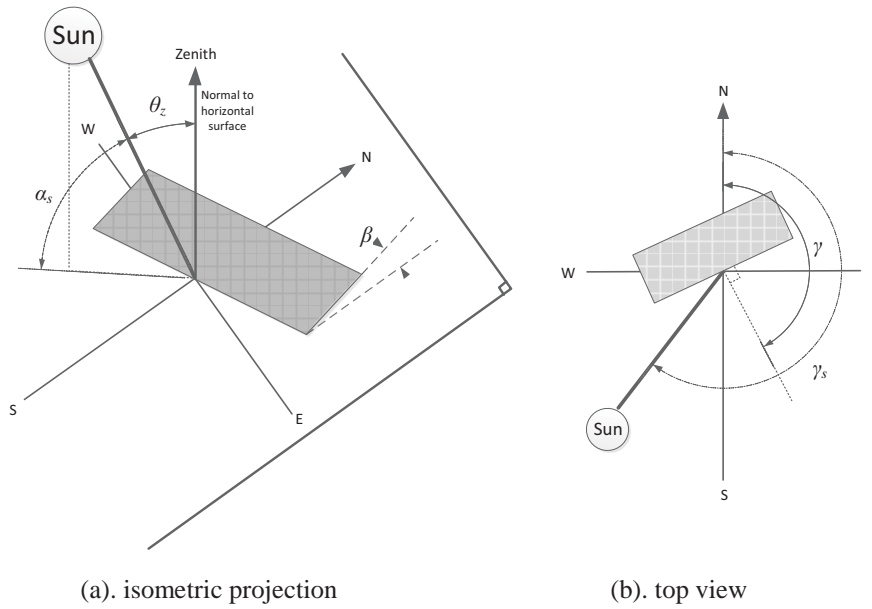 Sun
Zenith
Normal to
horizontal
surface
θz
W
N
αs
β
S
E
N
W
γ
γs
Sun
S
(a). isometric projection
(b). top view